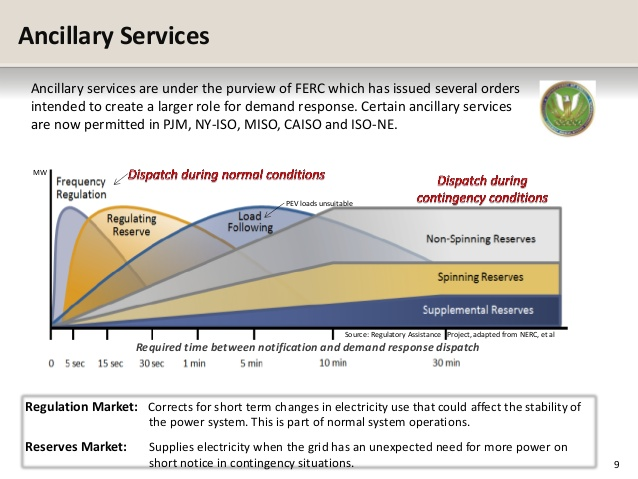 Ancillary Services
Ancillary services are under the purview of FERC which has issued several orders
intended to create a larger role for demand response. Certain ancillary services
are now permitted in PJM, NY-ISO, MISO, CAISO and ISO-NE.
MW
Frequency
Regulation
Dispatch during normal conditions
Dispatch during
contingency conditions
PEV loads unsuitable
Regulating
Reserve
Load
Following
Non-Spinning Reserves
Spinning Reserves
Supplemental Reserves
Source: Regulatory Assistance Project, adapted from NERC, et al
Required time between notification and demand response dispatch
0 5 sec 15 sec 30 sec 1 min 5 min 10 min 30 min
Regulation Market: Corrects for short term changes in electricity use that could affect the stability of
the power system. This is part of normal system operations.
Reserves Market: Supplies electricity when the grid has an unexpected need for more power on
short notice in contingency situations.
9